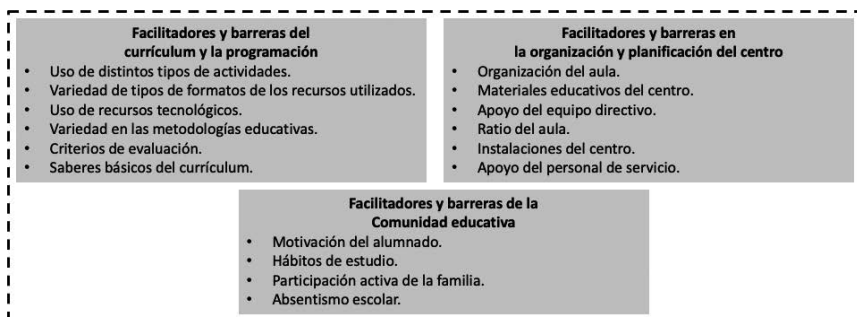 Facilitadores y barreras del
currículum y la programación
• Uso de distintos tipos de actividades.
• Variedad de tipos de formatos de los recursos utilizados.
• Uso de recursos tecnológicos.
• Variedad en las metodologías educativas.
• Criterios de evaluación.
• Saberes básicos del currículum.
Facilitadores y barreras en
la organización y planificación del centro
• Organización del aula.
• Materiales educativos del centro.
• Apoyo del equipo directivo.
• Ratio del aula.
• Instalaciones del centro.
• Apoyo del personal de servicio.
Facilitadores y barreras de la
Comunidad educativa
• Motivación del alumnado.
• Hábitos de estudio.
• Participación activa de la familia.
• Absentismo escolar.